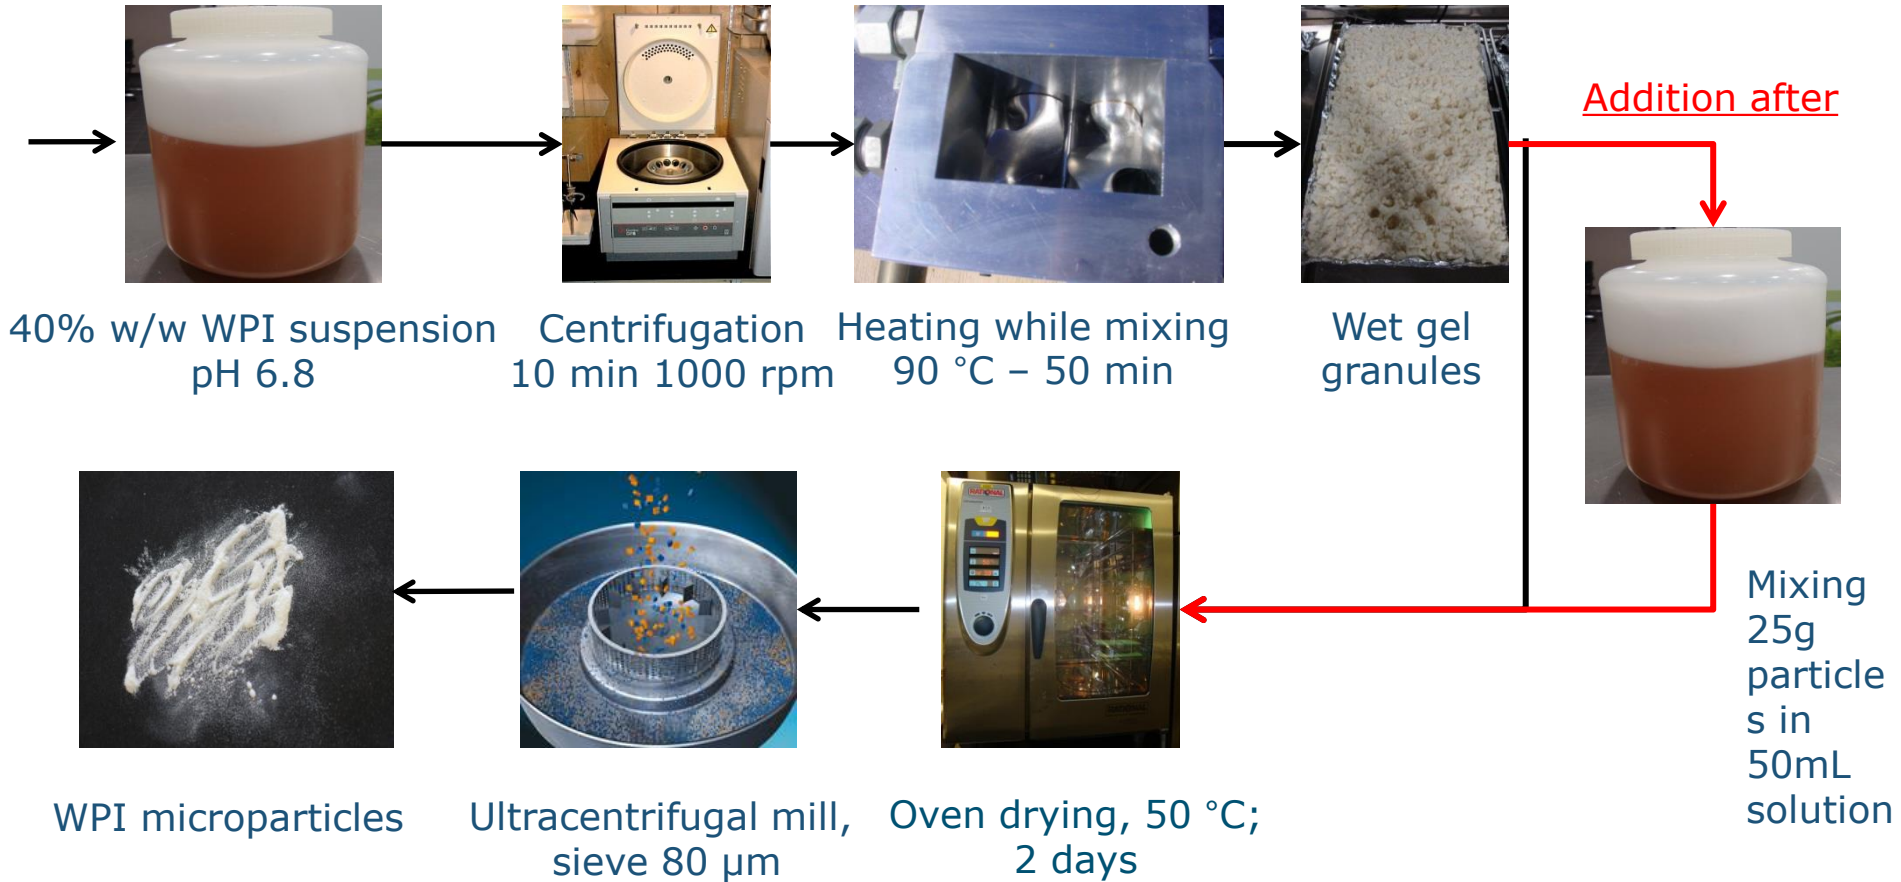 Addition after
40% w/w WPI suspension
pH 6.8
Centrifugation
10 min 1000 rpm
Heating while mixing
90 °C – 50 min
Wet gel
granules
Mixing
25g
particle
s in
50mL
solution
RATIONAL
RATIONAL
WPI microparticles
Ultracentrifugal mill,
sieve 80 µm
Oven drying, 50 °C;
2 days